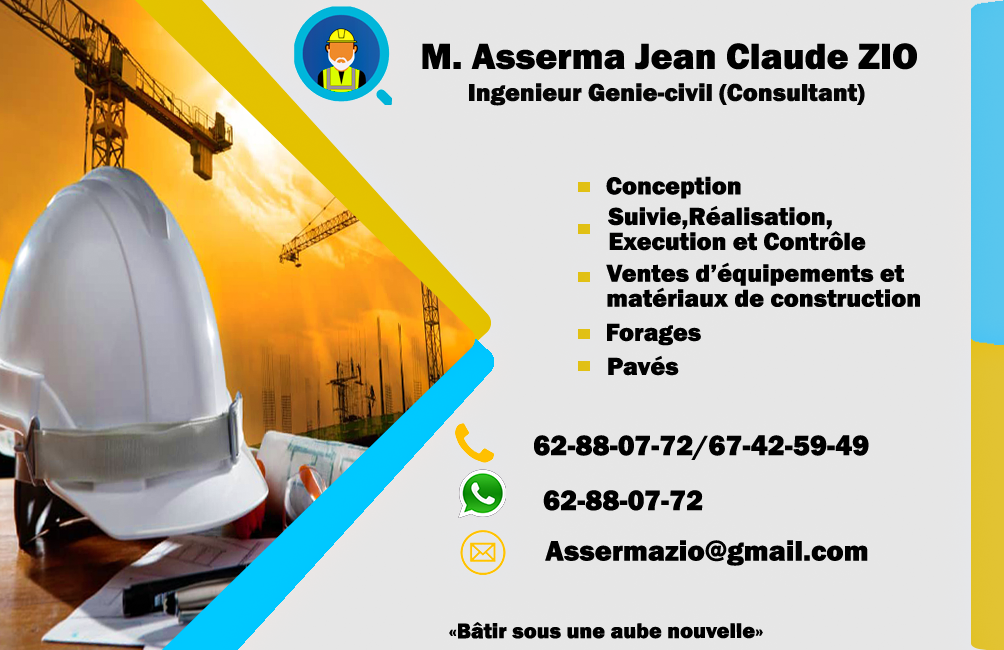 M. Asserma Jean Claude ZIO
Ingenieur Genie-civil (Consultant)
Conception
Suivie,Réalisation,
Execution et Contrôle
Ventes d’équipements et
matériaux de construction
Forages
Pavés
62-88-07-72/67-42-59-49
62-88-07-72
Assermazio@gmail.com
«Bâtir sous une aube nouvelle»